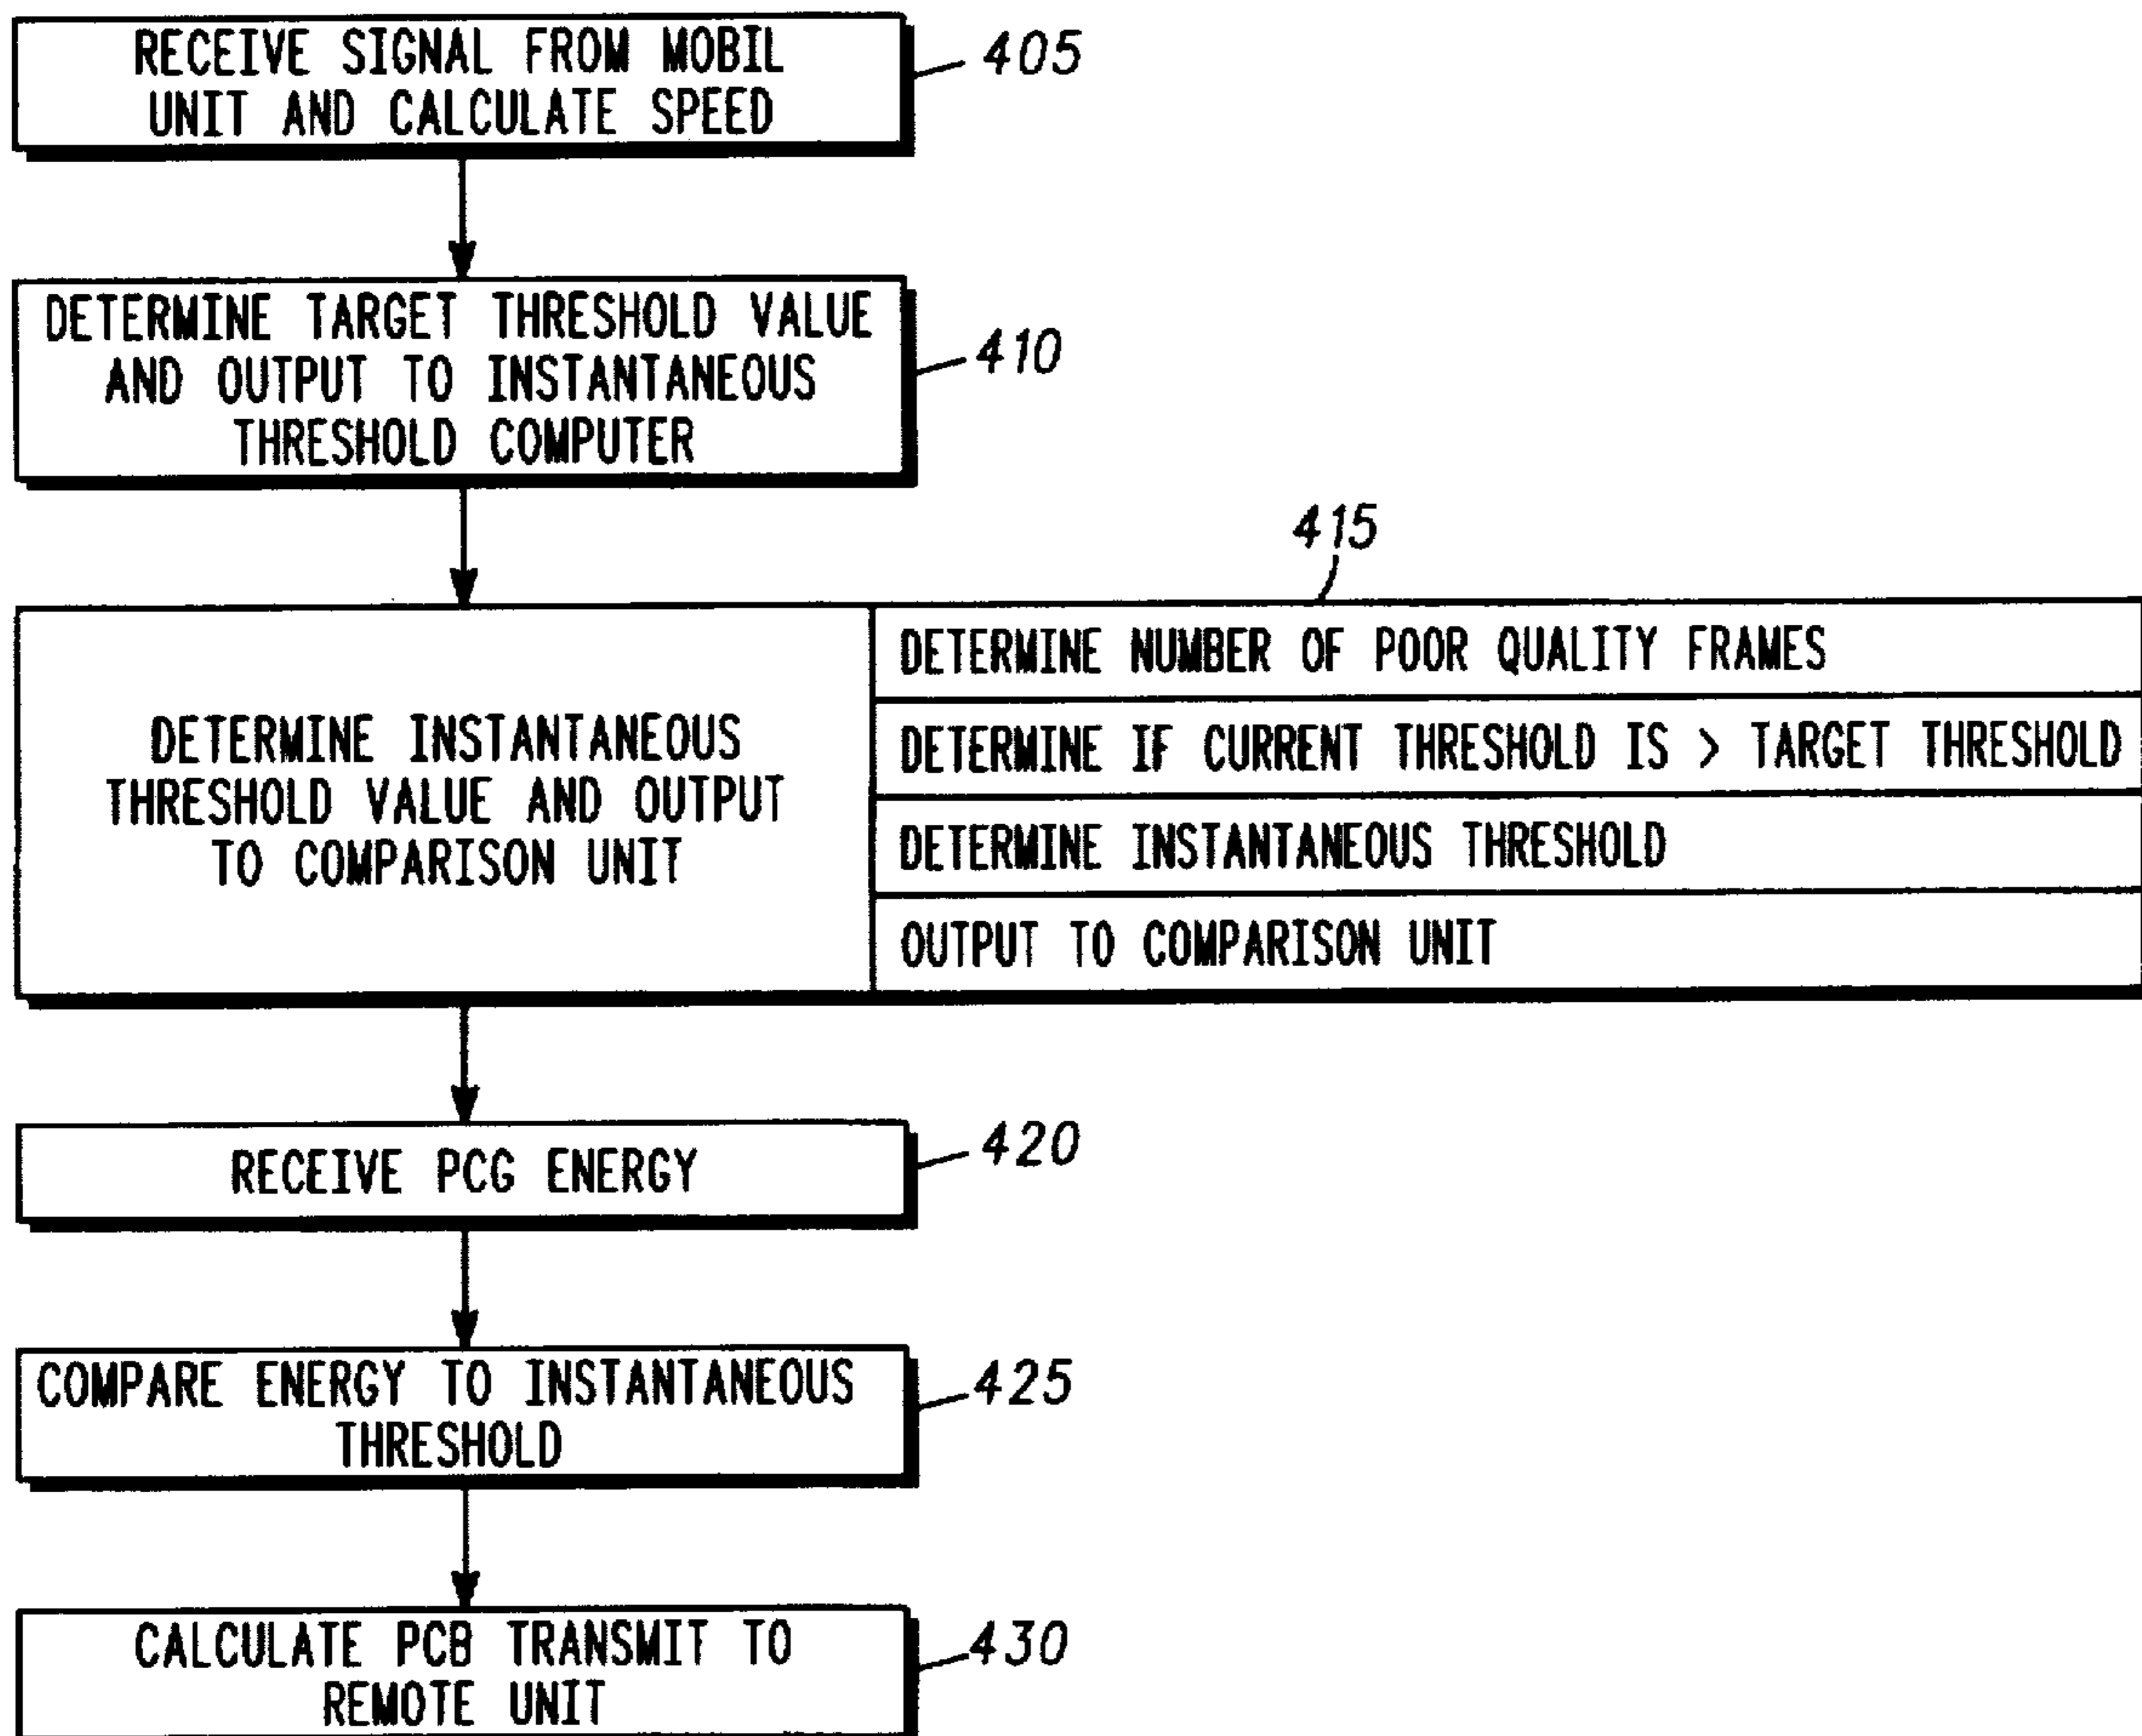 RECEIVE SIGNAL FROM MOBIL
UNIT AND CALCULATE SPEED
405
DETERMINE TARGET THRESHOLD VALUE
AND OUTPUT TO INSTANTANEOUS
THRESHOLD COMPUTER
410
415
DETERMINE INSTANTANEOUS
THRESHOLD VALUE AND OUTPUT
TO COMPARISON UNIT
DETERMINE NUMBER OF POOR QUALITY FRAMES
DETERMINE IF CURRENT THRESHOLD IS > TARGET THRESHOLD
DETERMINE INSTANTANEOUS THRESHOLD
OUTPUT TO COMPARISON UNIT
RECEIVE PCG ENERGY
420
COMPARE ENERGY TO INSTANTANEOUS
THRESHOLD
425
CALCULATE PCB TRANSMIT TO
REMOTE UNIT
430